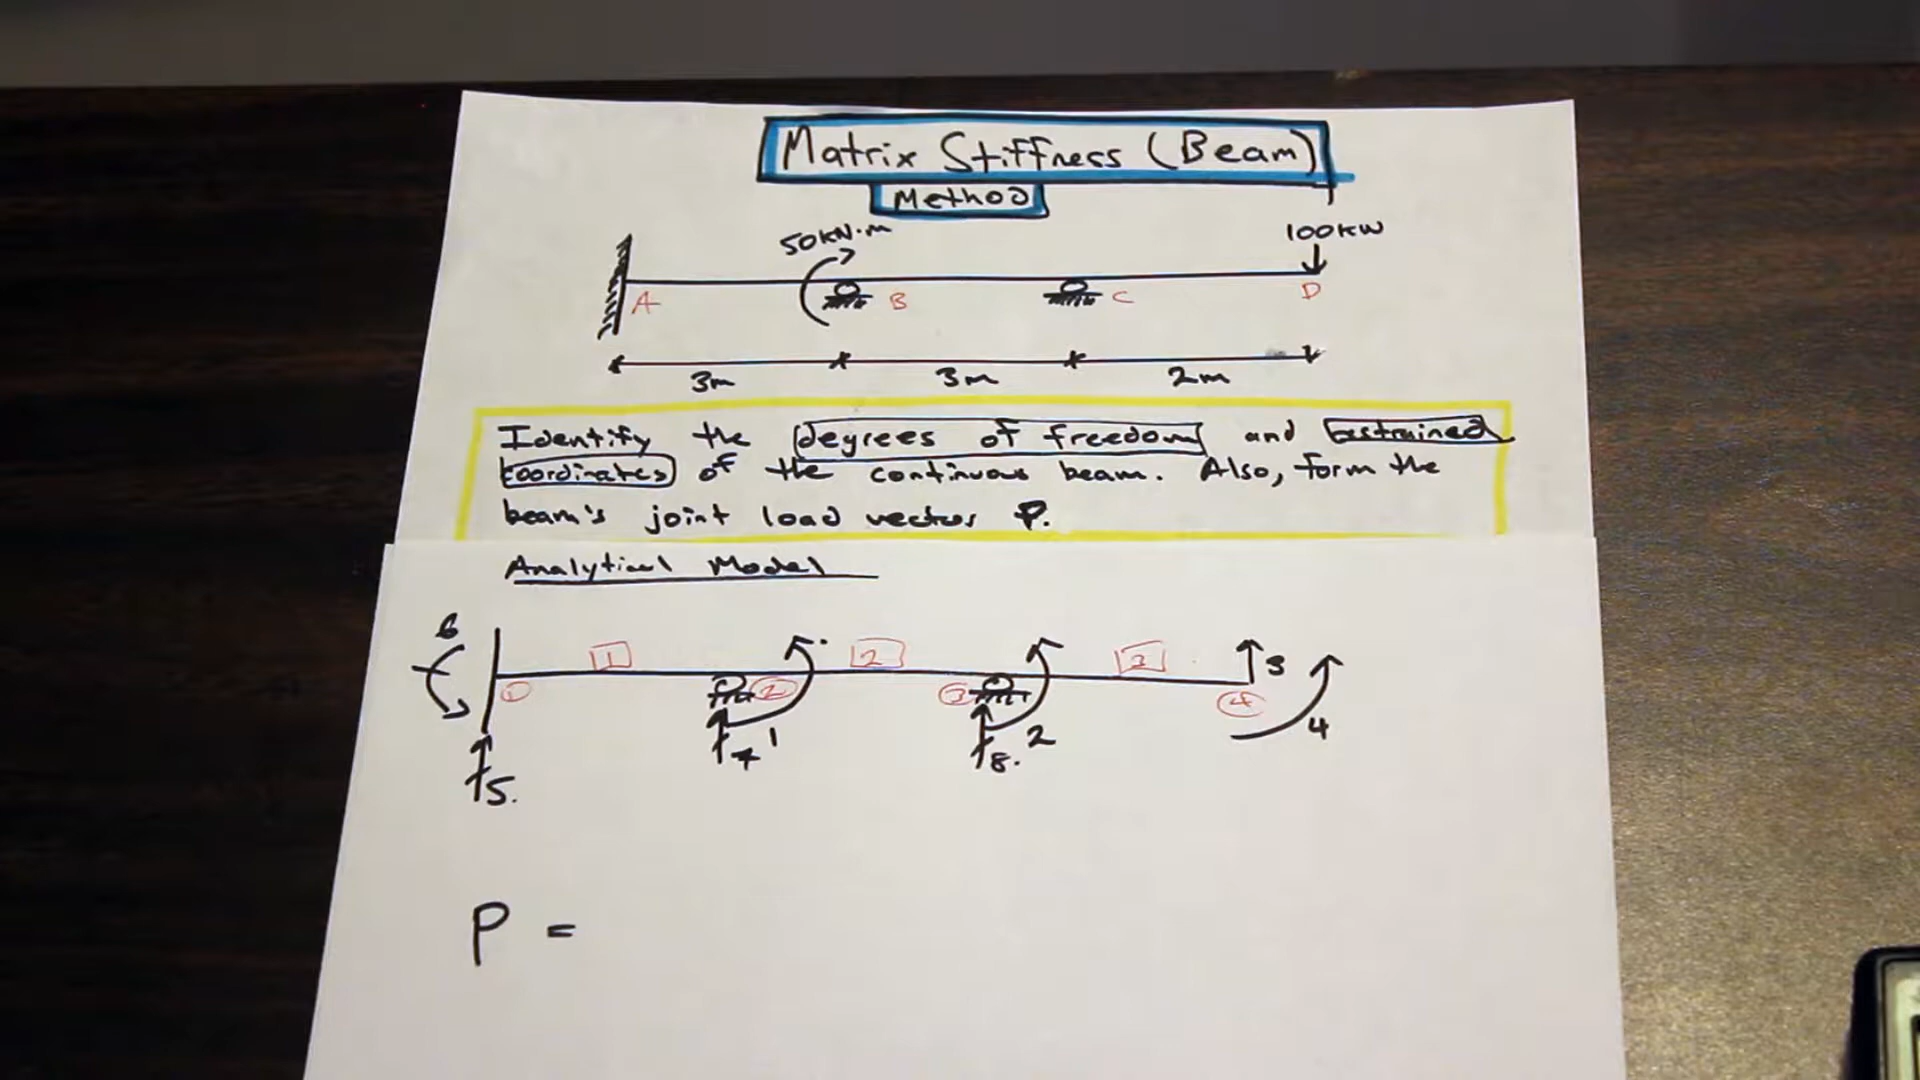 Matrix Stiffness (Beam)
Method
50KN·m
100KN
A
B
C
D
3m
3m
2m
Identify the degrees of freedom and restrained
coordinates of the continuous beam. Also, form the
beam's joint load vector P.
Analytical Model
6
1
2
3
3
1
2
3
4
4
5.
7
1
8.
2
P =